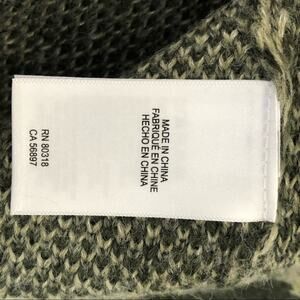 MADE IN CHINA
FABRIQUÉ EN CHINE
HECHO EN CHINA
RN 80318
CA 56897